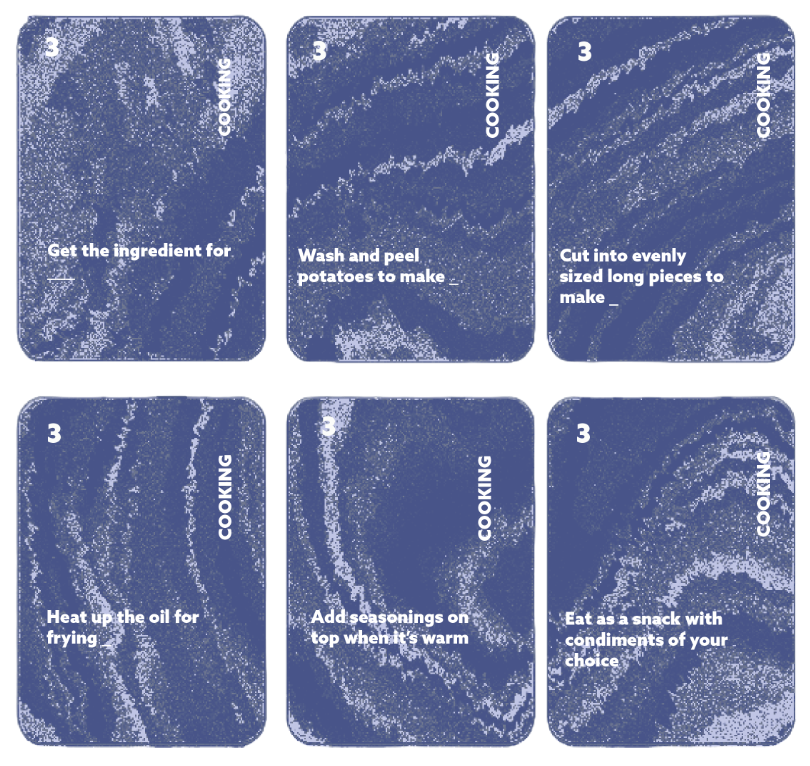 3
COOKING
Get the ingredient for
___
3
COOKING
Wash and peel
potatoes to make _
3
COOKING
Cut into evenly
sized long pieces to
make _
3
COOKING
Heat up the oil for
frying _
3
COOKING
Add seasonings on
top when it's warm
3
COOKING
Eat as a snack with
condiments of your
choice